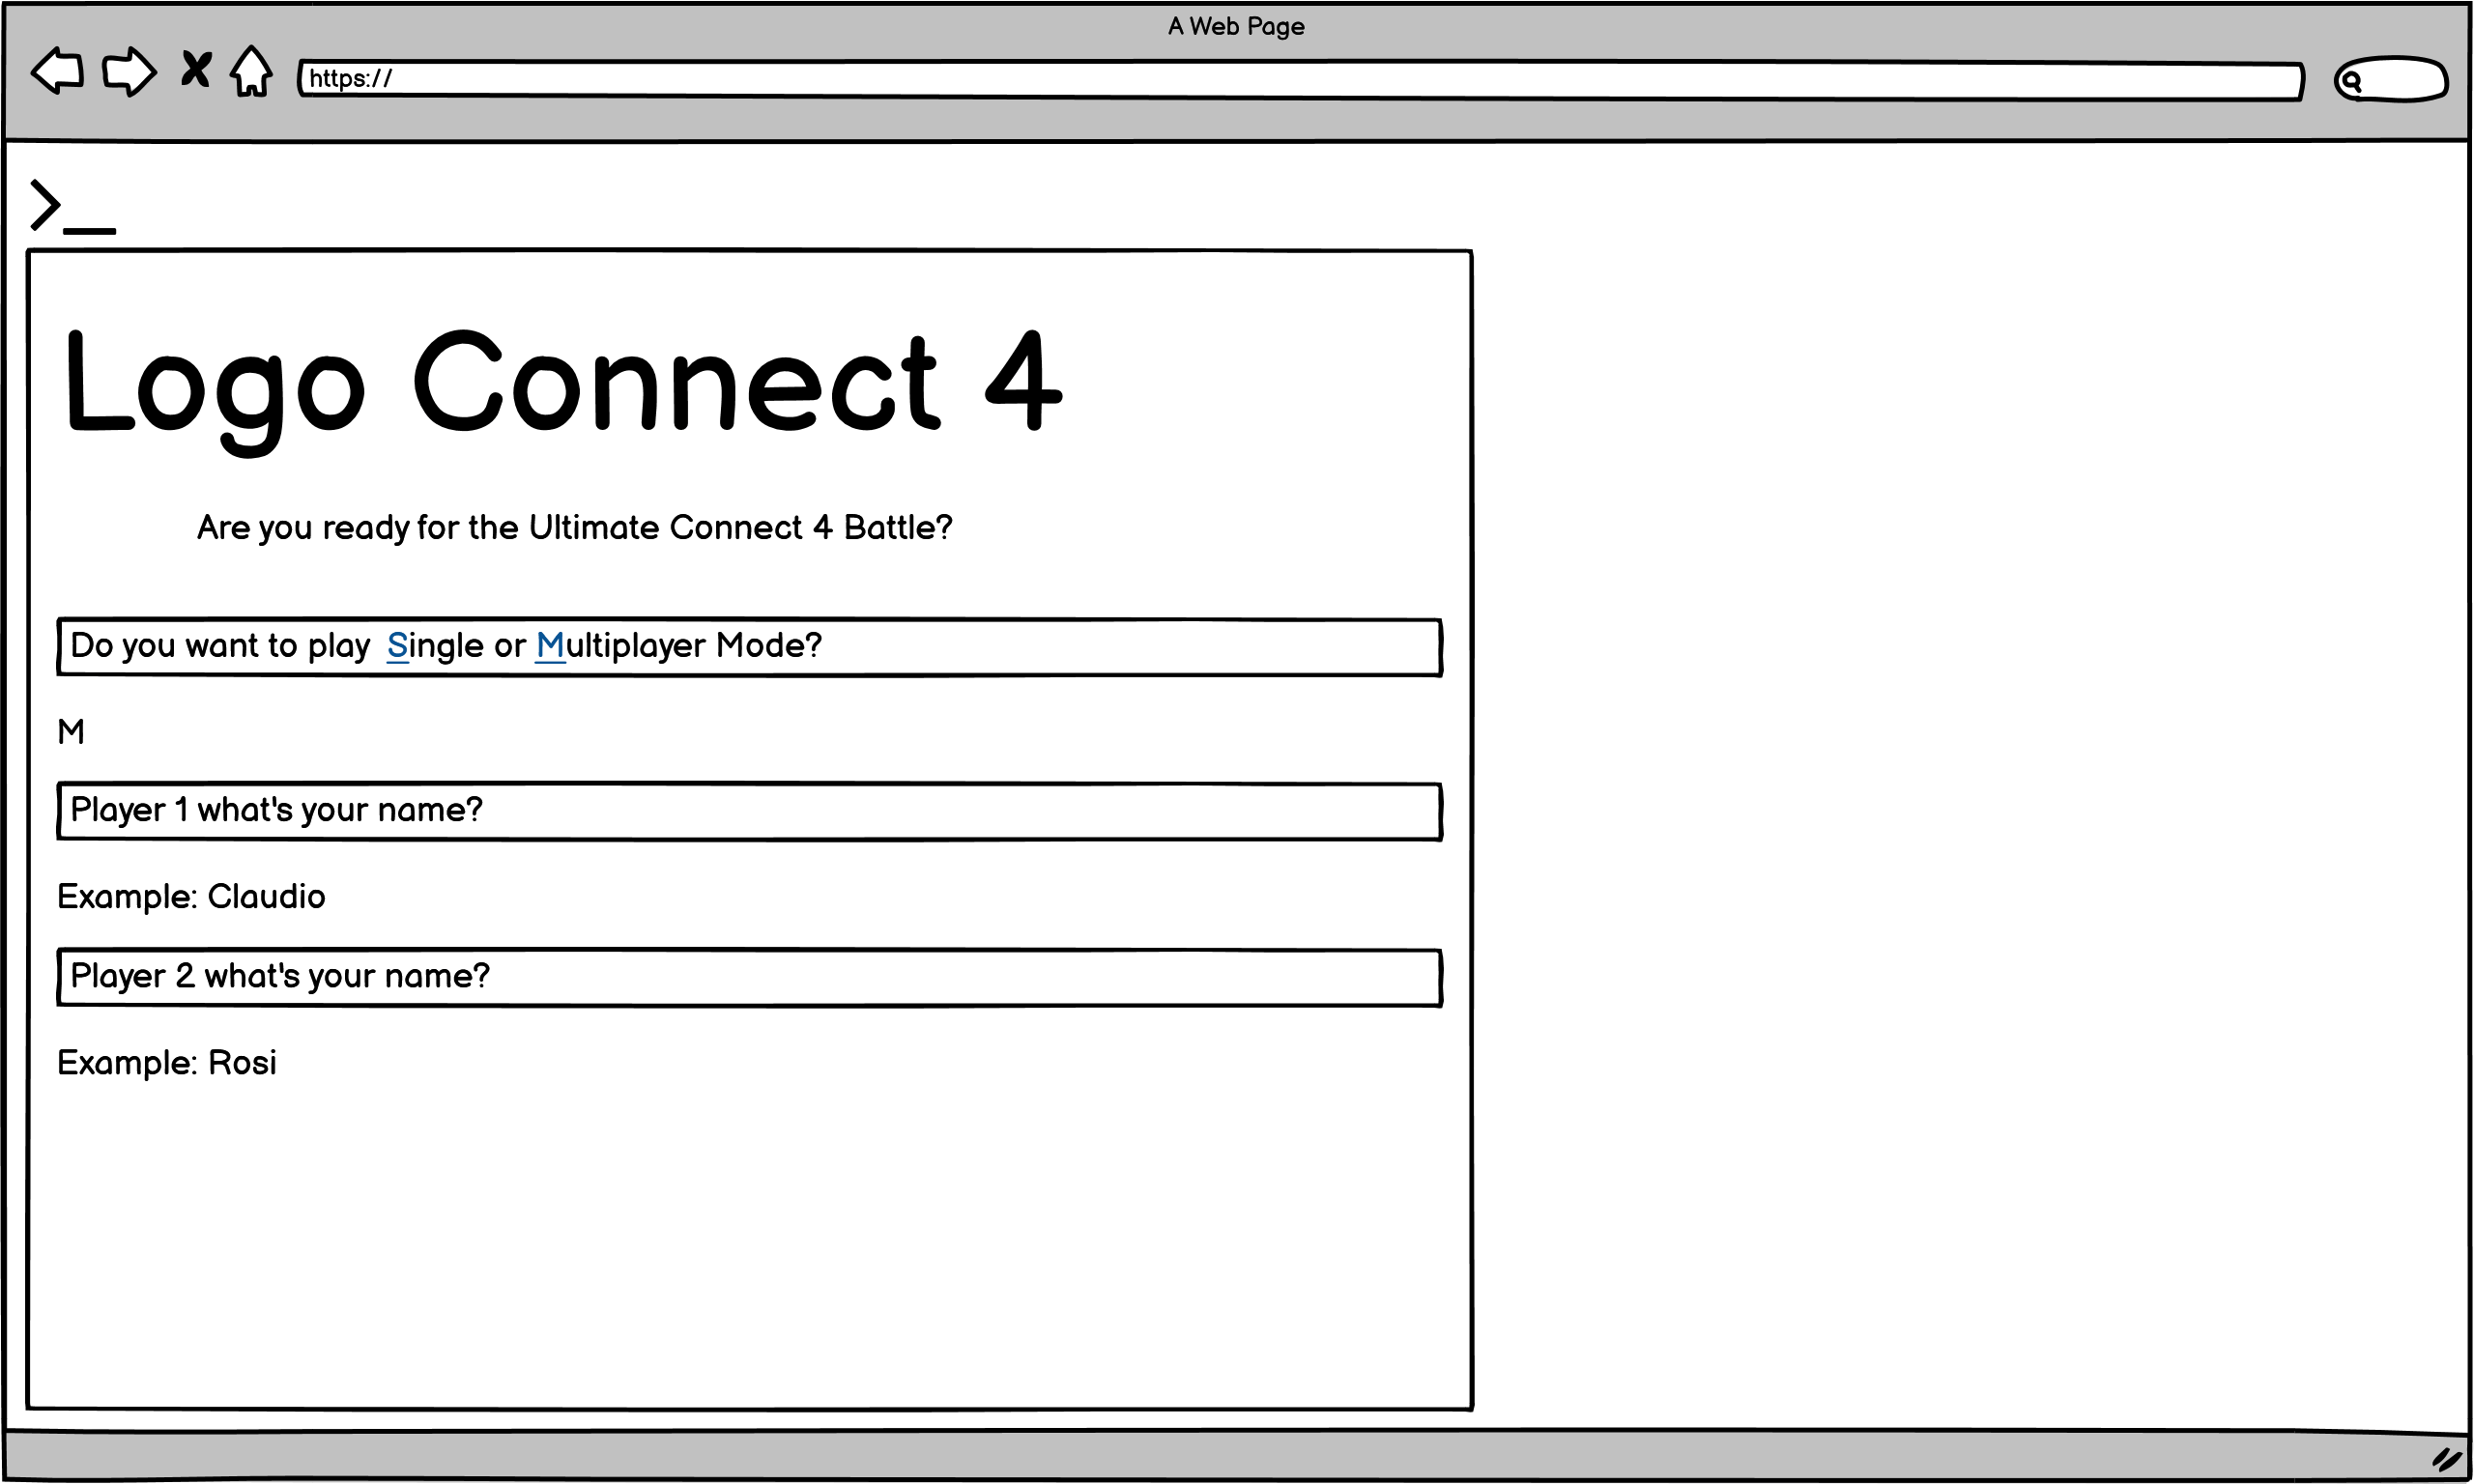 A Web Page
https://
>_
Logo Connect 4
Are you ready for the Ultimate Connect 4 Battle?
Do you want to play Single or Multiplayer Mode?
M
Player 1 what's your name?
Example: Claudio
Player 2 what's your name?
Example: Rosi